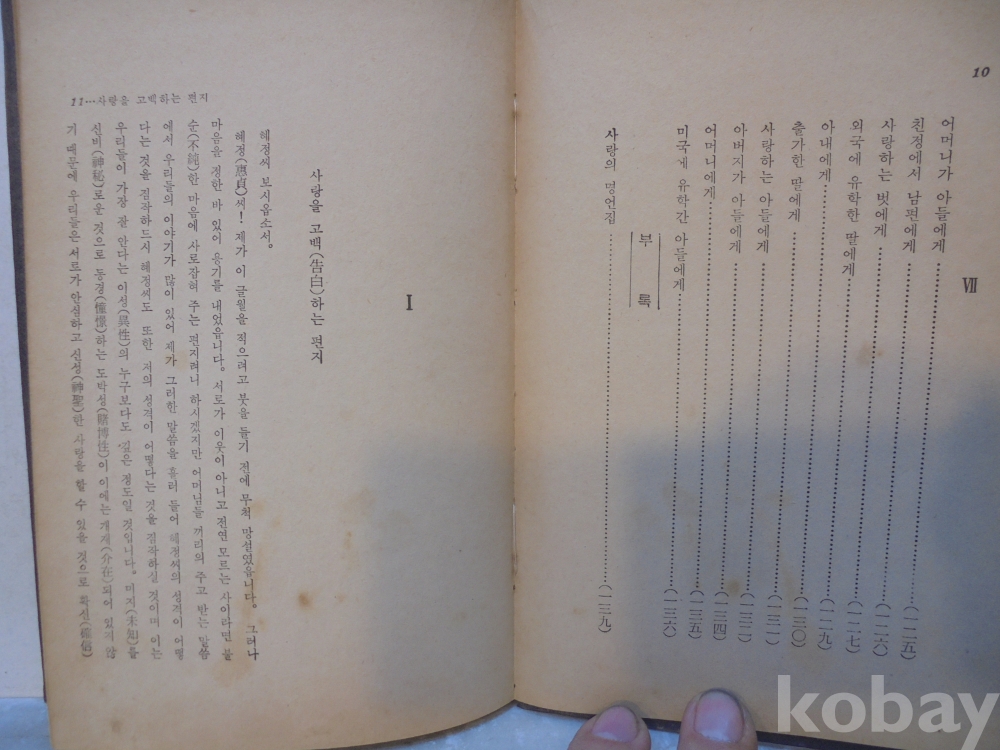 10
Ⅶ
어머니가 아들에게……(一二五)
친정에서 남편에게……(一二六)
사랑하는 벗에게……(一二七)
외국에 유학한 딸에게……(一二九)
아내에게……(一三〇)
출가한 딸에게……(一三一)
사랑하는 아들에게……(一三二)
아버지가 아들에게……(一三四)
어머니에게……(一三五)
미국에 유학간 아들에게……(一三六)
부 록
사랑의 명언집……(一三九)
11…사랑을 고백하는 편지
Ⅰ
사랑을 고백(告白)하는 편지
혜정씨 보시옵소서.
혜정(惠貞)씨! 제가 이 글월을 적으려고 붓을 들기 전에 무척 망설였읍니다. 그러나
마음을 정한 바 있어 용기를 내었읍니다. 서로가 이웃이 아니고 전연 모르는 사이라면 불
순(不純)한 마음에 사로잡혀 주는 편지려니 하시겠지만 어머님들 끼리의 주고 받는 말씀
에서 우리들의 이야기가 많이 있어 제가 그러한 말씀을 흘러 들어 혜정씨의 성격이 어떻
다는 것을 짐작하드시 혜정씨도 또한 저의 성격이 어떻다는 것을 짐작하실 것이며 이는
우리들이 가장 잘 안다는 이성(異性)의 누구보다도 깊은 정도일 것입니다. 미지(未知)를
신비(神秘)로운 것으로 동경(憧憬)하는 도박성(賭博性)이 이에는 개재(介在)되어 있지 않
기 때문에 우리들은 서로가 안심하고 신성(神聖)한 사랑을 할 수 있을 것으로 확신(確信)
kobay